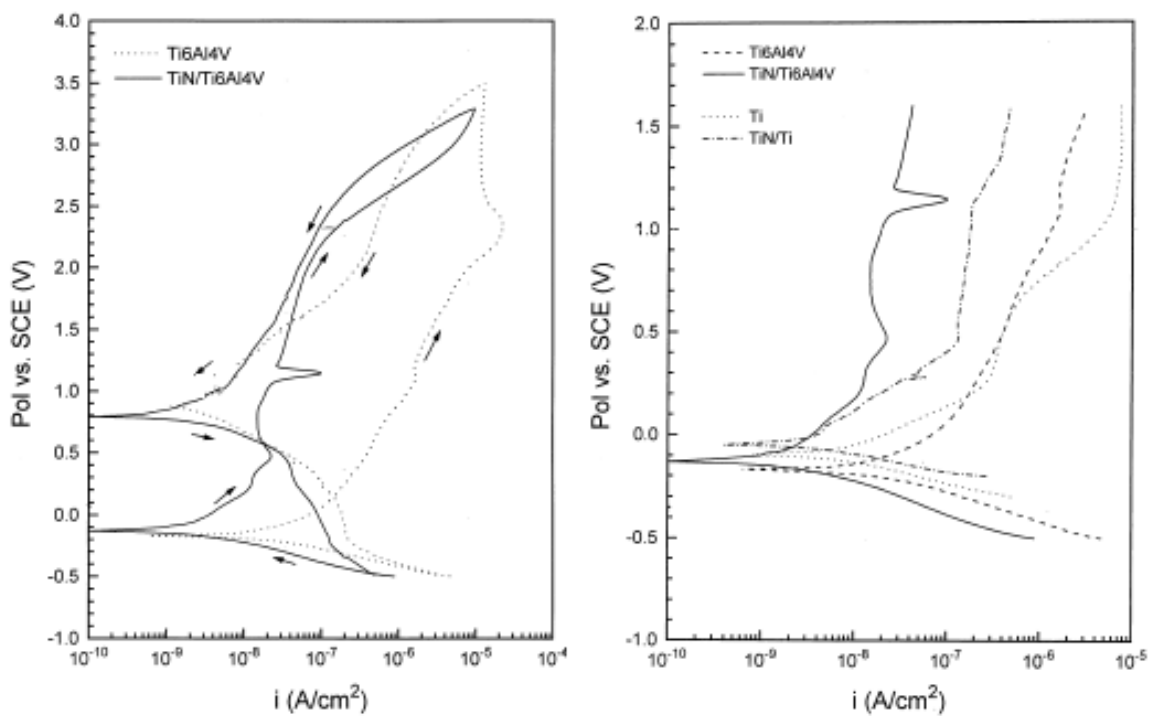 4.0
3.5
3.0
2.5
2.0
1.5
1.0
0.5
0.0
-0.5
-1.0
Pol vs. SCE (V)
Ti6Al4V
TiN/Ti6Al4V
10⁻¹⁰ 10⁻⁹ 10⁻⁸ 10⁻⁷ 10⁻⁶ 10⁻⁵ 10⁻⁴
i (A/cm²)
2.0
1.5
1.0
0.5
0.0
-0.5
-1.0
Pol vs. SCE (V)
Ti6Al4V
TiN/Ti6Al4V
Ti
TiN/Ti
10⁻¹⁰ 10⁻⁹ 10⁻⁸ 10⁻⁷ 10⁻⁶ 10⁻⁵
i (A/cm²)